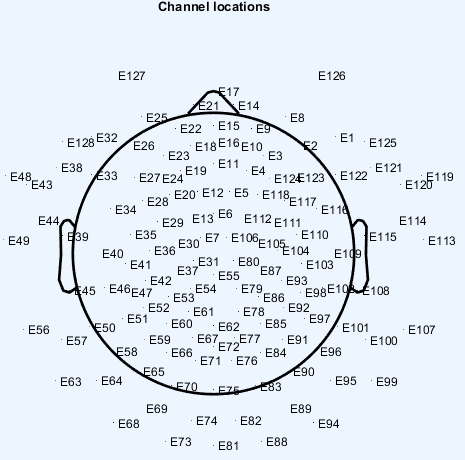 Channel locations
E127 E126
E17
E21 E14
E25 E8
E15
E22 E9
E128 E32 E2 E1 E125
E26 E18 E16 E10
E23 E3
E38 E33 E19 E11 E4 E122 E121
E48 E43 E27 E24 E124 E123 E120 E119
E28 E20 E12 E5 E118 E117
E34 E13 E6 E112 E116
E44 E29 E111 E114
E49 E39 E35 E30 E7 E106 E110 E115 E113
E40 E36 E105 E104 E109
E41 E37 E31 E80 E87 E103
E42 E55 E93
E45 E46 E47 E54 E79 E98 E108
E53 E86
E52 E61 E78 E92
E51 E60 E62 E85 E97
E56 E50 E101 E107
E57 E59 E67 E77 E91 E100
E58 E66 E72 E84 E96
E71 E76
E63 E64 E65 E90 E95 E99
E70 E75 E83
E69 E89
E68 E74 E82 E94
E73 E81 E88